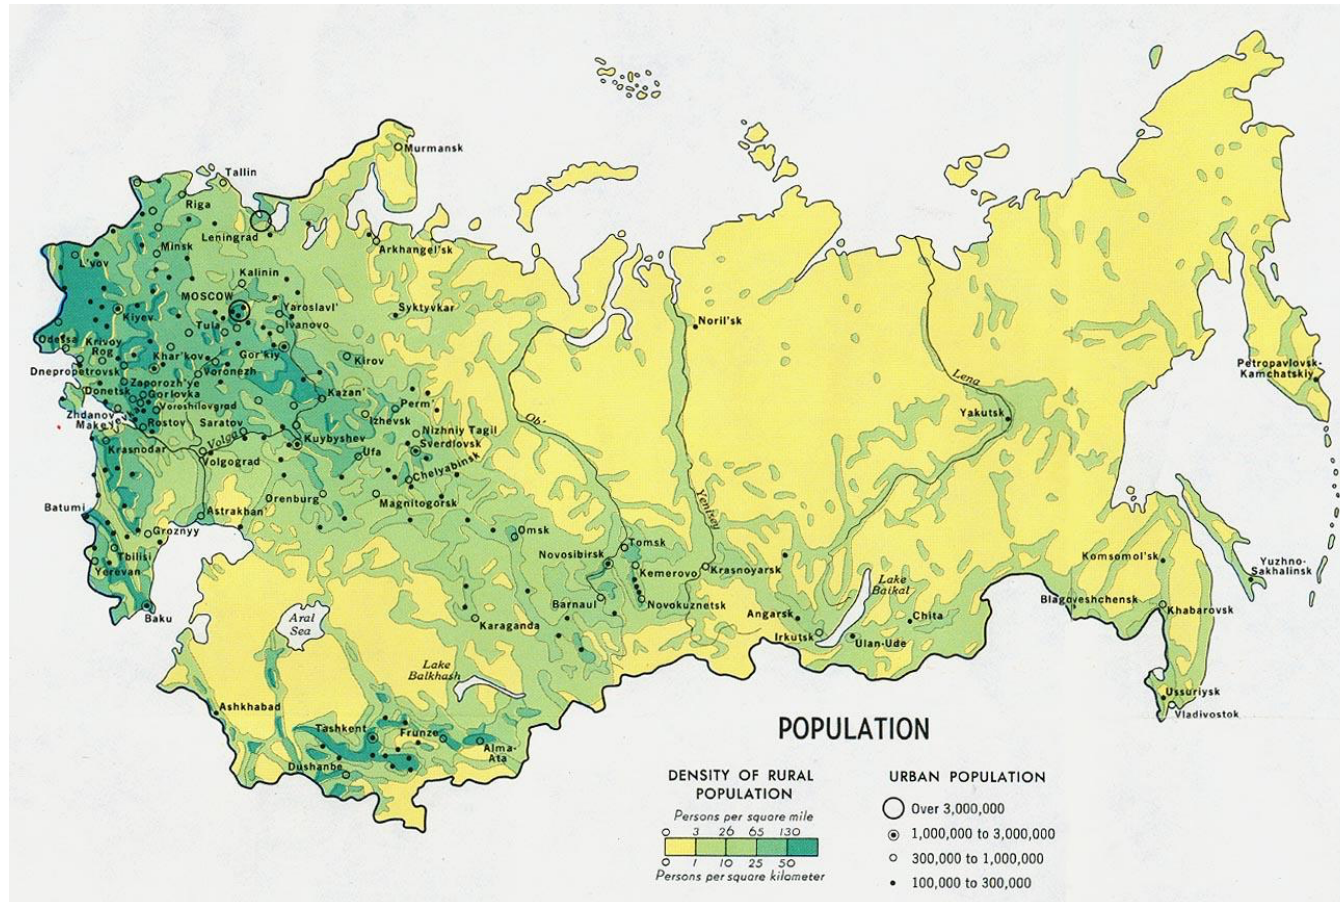 Murmansk
Tallin
Riga
Leningrad
Arkhangel'sk
Minsk
L'vov
Kalinin
MOSCOW
Yaroslavl'
Syktyvkar
Kiyev
Tula
Ivanovo
Noril'sk
Odessa
Krivoy
Rog
Khar'kov
Gor'kiy
Kirov
Dnepropetrovsk
Voronezh
Petropavlovsk-
Kamchatskiy
Zaporozh'ye
Lena
Donetsk
Gorlovka
Kazan'
Perm'
Yakutsk
Voroshilovgrad
Zhdanov
Makeyevka
Rostov
Saratov
Izhevsk
Ob'
Nizhniy Tagil
Volga
Kuybyshev
Sverdlovsk
Krasnodar
Ufa
Volgograd
Chelyabinsk
Orenburg
Magnitogorsk
Yenisey
Batumi
Astrakhan'
Groznyy
Omsk
Tomsk
Tbilisi
Novosibirsk
Komsomol'sk
Yerevan
Kemerovo
Krasnoyarsk
Yuzhno-
Sakhalinsk
Lake
Baikal
Baku
Barnaul
Novokuznetsk
Blagoveshchensk
Khabarovsk
Aral
Sea
Karaganda
Angarsk
Chita
Irkutsk
Ulan-Ude
Lake
Balkhash
Ashkhabad
Ussuriysk
Vladivostok
Tashkent
Frunze
Alma-
Ata
Dushanbe
POPULATION
DENSITY OF RURAL
POPULATION
Persons per square mile
0 3 26 65 130
0 1 10 25 50
Persons per square kilometer
URBAN POPULATION
Over 3,000,000
1,000,000 to 3,000,000
300,000 to 1,000,000
100,000 to 300,000